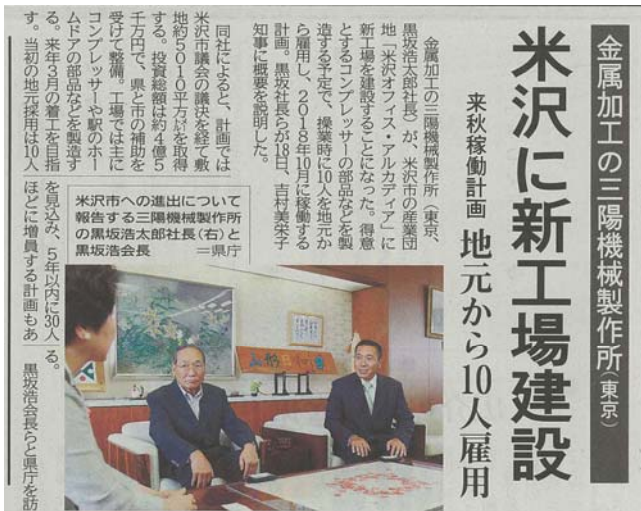 金属加工の三陽機械製作所(東京)
米沢に新工場建設
来秋稼働計画 地元から10人雇用
金属加工の三陽機械製作所(東京、
黒坂浩太郎社長)が、米沢市の産業団
地「米沢オフィス・アルカディア」に
新工場を建設することになった。得意
とするコンプレッサーの部品などを製
造する予定で、操業時に10人を地元か
ら雇用し、2018年10月に稼働する
計画。黒坂社長らが18日、吉村美栄子
知事に概要を説明した。
同社によると、計画では
米沢市議会の議決を経て敷
地約5010平方㍍を取得
する。投資総額は約4億5
千万円で、県と市の補助を
受けて整備。工場では主に
コンプレッサーや駅のホー
ムドアの部品などを製造す
る。来年3月の着工を目指
す。当初の地元採用は10人
を見込み、5年以内に30人
ほどに増員する計画もあ
る。
黒坂浩会長らと県庁を訪
米沢市への進出について
報告する三陽機械製作所
の黒坂浩太郎社長(右)と
黒坂浩会長 =県庁